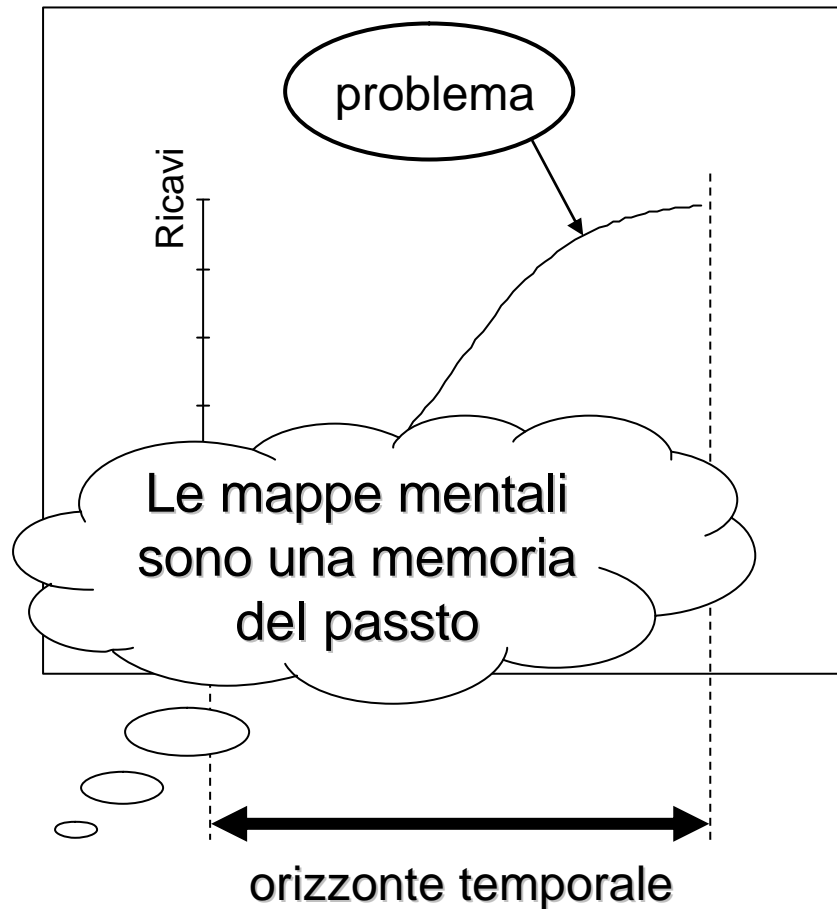 problema
Ricavi
Le mappe mentali
sono una memoria
del passto
orizzonte temporale